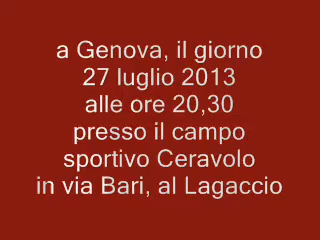 a Genova, il giorno
27 luglio 2013
alle ore 20,30
presso il campo
sportivo Ceravolo
in via Bari, al Lagaccio